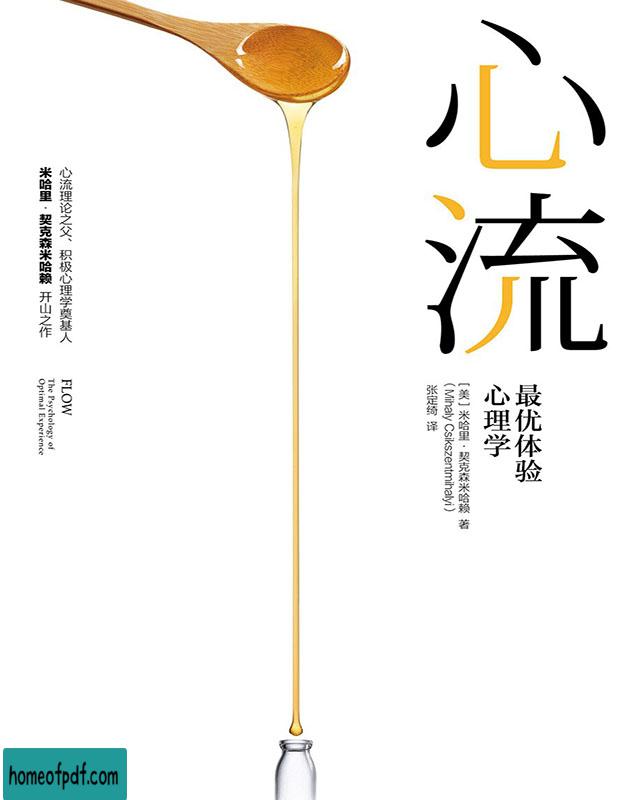 心流
最优体验
心理学
[美] 米哈里·契克森米哈赖 著
(Mihaly Csikszentmihalyi)
张定绮 译
心流理论之父、积极心理学奠基人
米哈里·契克森米哈赖 开山之作
FLOW
The Psychology of
Optimal Experience
homeofpdf.com